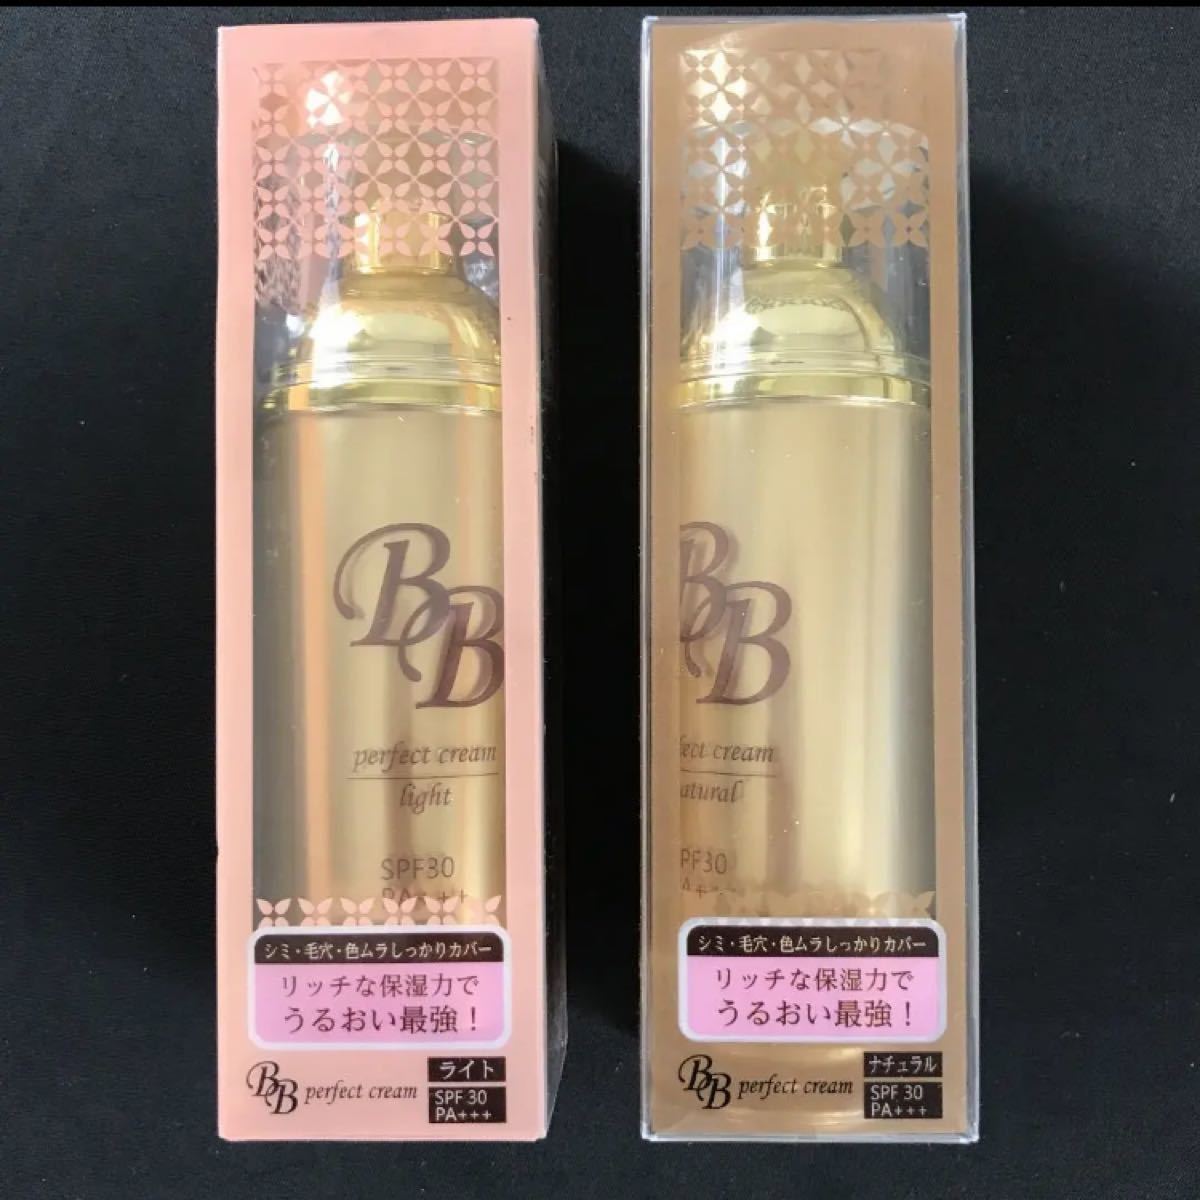 BB
perfect cream
light
SPF30
PA+++
シミ・毛穴・色ムラしっかりカバー
リッチな保湿力で
うるおい最強！
BB perfect cream
ライト
SPF 30
PA+++
BB
fect cream
atural
PF30
A+++
シミ・毛穴・色ムラしっかりカバー
リッチな保湿力で
うるおい最強！
BB perfect cream
ナチュラル
SPF 30
PA+++